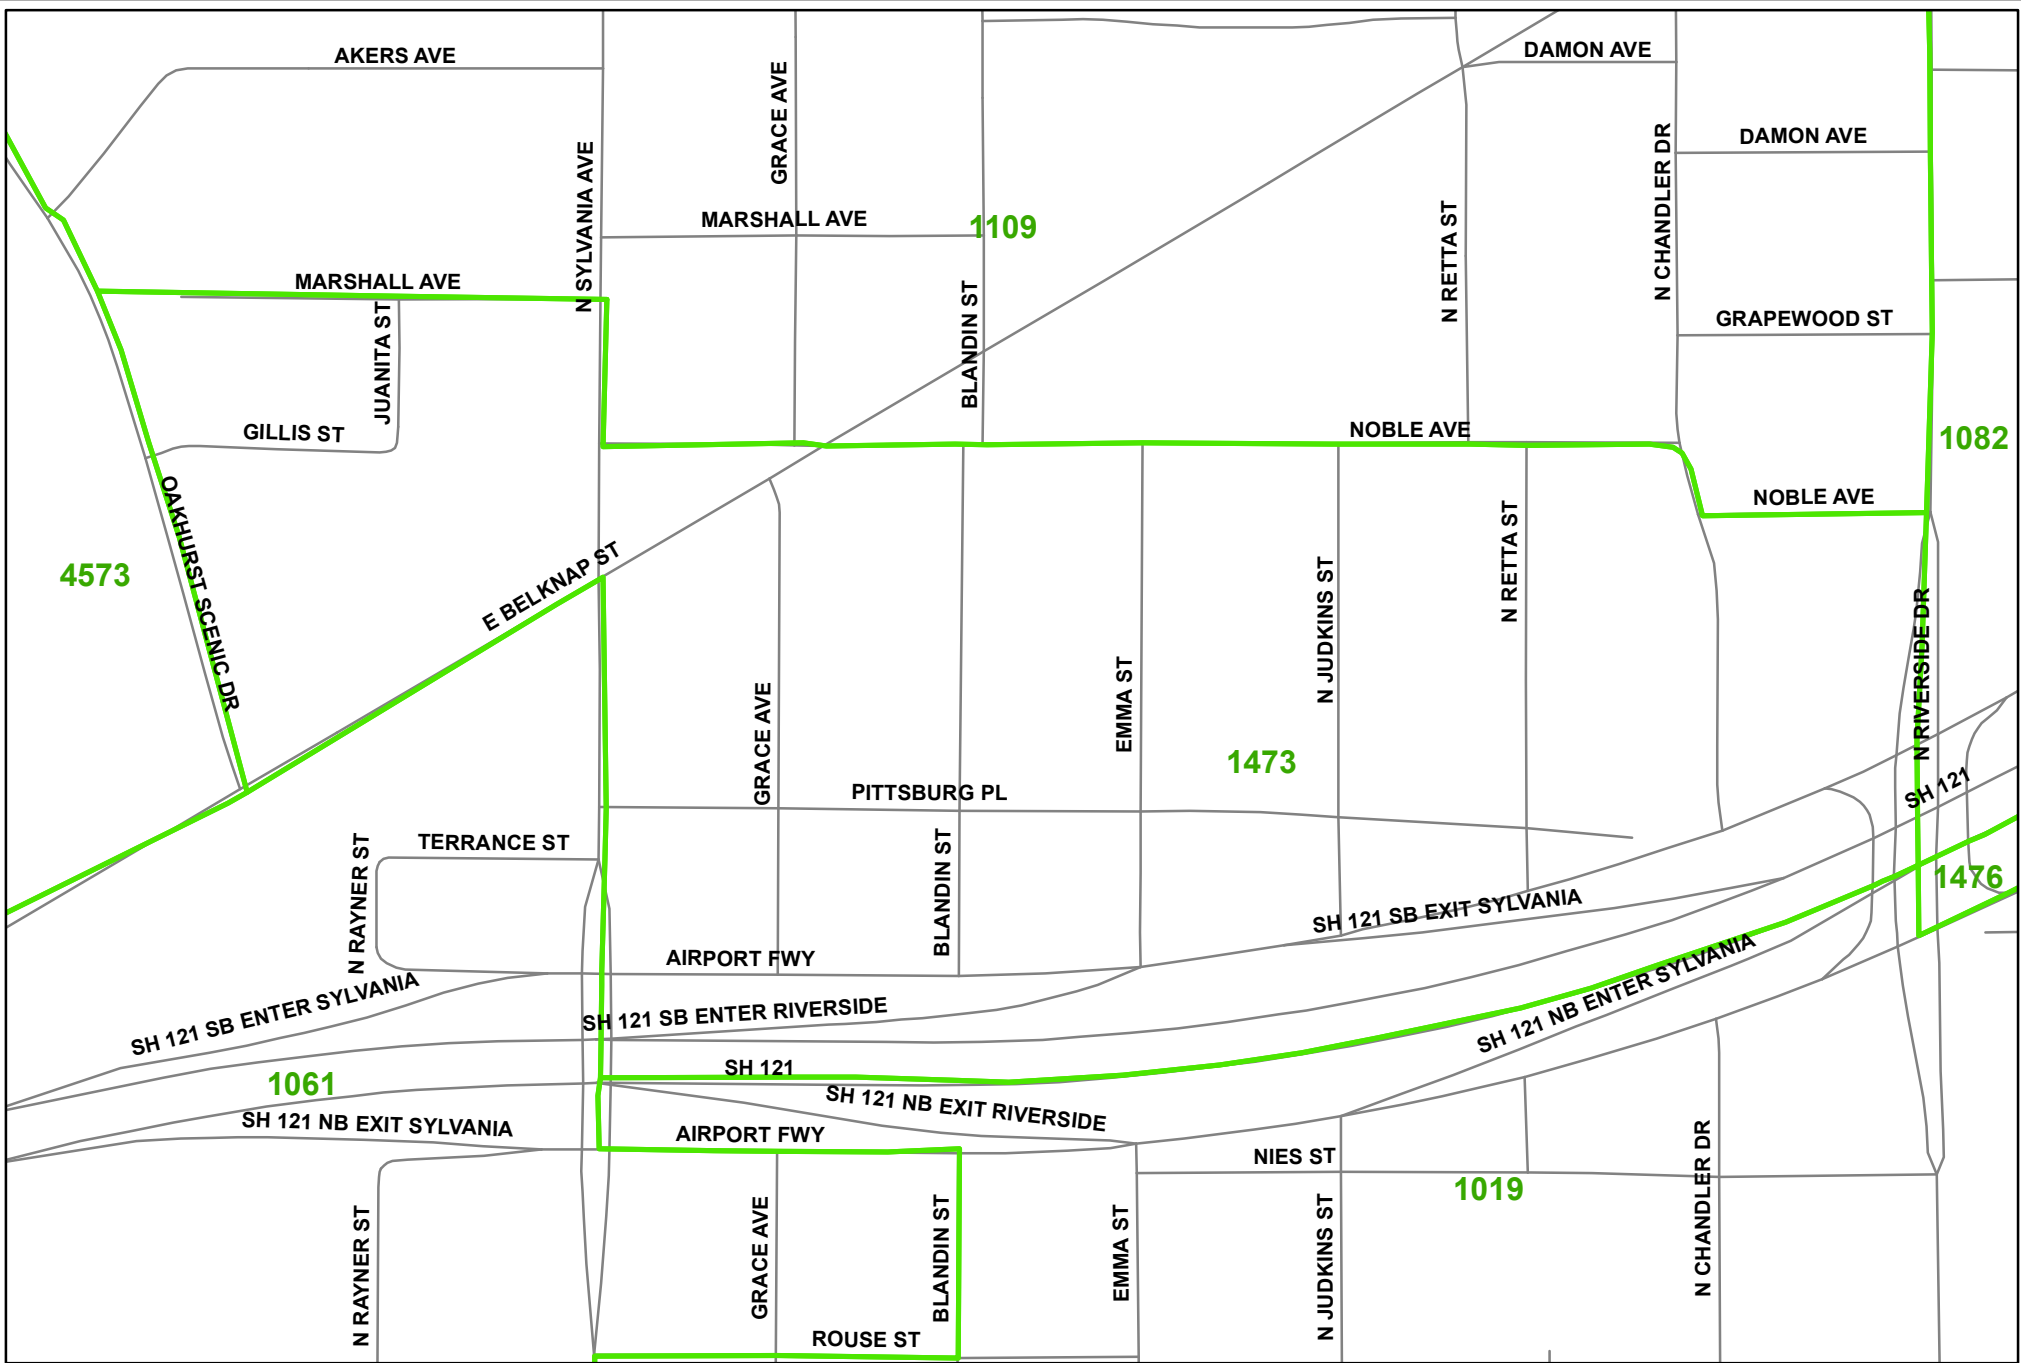 AKERS AVE
DAMON AVE
GRACE AVE
DAMON AVE
N CHANDLER DR
N SYLVANIA AVE
MARSHALL AVE
1109
N RETTA ST
MARSHALL AVE
JUANITA ST
BLANDIN ST
GRAPEWOOD ST
GILLIS ST
NOBLE AVE
1082
NOBLE AVE
OAKHURST SCENIC DR
4573
E BELKNAP ST
N JUDKINS ST
N RETTA ST
N RIVERSIDE DR
EMMA ST
GRACE AVE
1473
PITTSBURG PL
SH 121
TERRANCE ST
N RAYNER ST
BLANDIN ST
1476
SH 121 SB EXIT SYLVANIA
AIRPORT FWY
SH 121 SB ENTER SYLVANIA
SH 121 SB ENTER RIVERSIDE
SH 121 NB ENTER SYLVANIA
SH 121
1061
SH 121 NB EXIT RIVERSIDE
SH 121 NB EXIT SYLVANIA
AIRPORT FWY
NIES ST
1019
N CHANDLER DR
N RAYNER ST
GRACE AVE
BLANDIN ST
EMMA ST
N JUDKINS ST
ROUSE ST